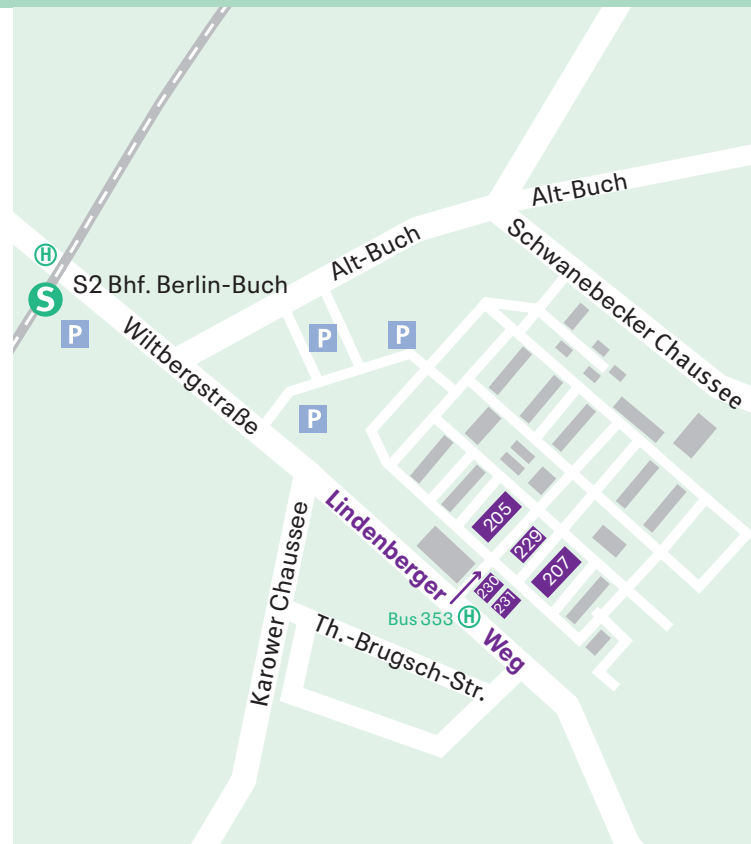 Alt-Buch
Alt-Buch
Schwanebecker Chaussee
H
S2 Bhf. Berlin-Buch
S
P
P
P
Wiltbergstraße
P
Lindenberger
Weg
205
229
207
230
231
Bus 353 H
Karower Chaussee
Th.-Brugsch-Str.